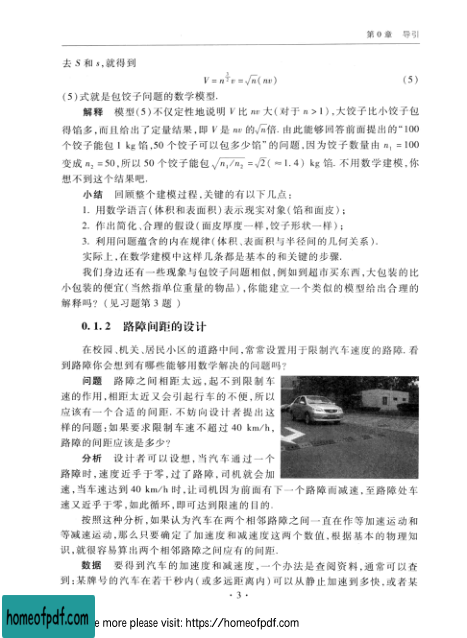 第 0 章 导引
去 S 和 s,就得到
V = n^{3/2} v = √n(nv) (5)
(5)式就是包饺子问题的数学模型.
解释 模型(5)不仅定性地说明 V 比 nv 大(对于 n > 1),大饺子比小饺子包
得馅多,而且给出了定量结果,即 V 是 nv 的√n倍. 由此能够回答前面提出的“100
个饺子能包 1 kg 馅,50 个饺子可以包多少馅”的问题,因为饺子数量由 n₁ = 100
变成 n₂ = 50,所以 50 个饺子能包 √(n₁/n₂) = √2( ≈ 1.4) kg 馅. 不用数学建模,你
想不到这个结果吧.
小结 回顾整个建模过程,关键的有以下几点:
1. 用数学语言(体积和表面积)表示现实对象(馅和面皮);
2. 作出简化、合理的假设(面皮厚度一样,饺子形状一样);
3. 利用问题蕴含的内在规律(体积、表面积与半径间的几何关系).
实际上,在数学建模中这样几条都是基本的和关键的步骤.
我们身边还有一些现象与包饺子问题相似,例如到超市买东西,大包装的比
小包装的便宜(当然指单位重量的物品),你能建立一个类似的模型给出合理的
解释吗? (见习题第 3 题)
0.1.2 路障间距的设计
在校园、机关、居民小区的道路中间,常常设置用于限制汽车速度的路障. 看
到路障你会想到有哪些能够用数学解决的问题吗?
问题 路障之间相距太远,起不到限制车
速的作用,相距太近又会引起行车的不便,所以
应该有一个合适的间距. 不妨向设计者提出这
样的问题:如果要求限制车速不超过 40 km/h,
路障的间距应该是多少?
分析 设计者可以设想,当汽车通过一个
路障时,速度近乎于零,过了路障,司机就会加
速,当车速达到 40 km/h 时,让司机因为前面有下一个路障而减速,至路障处车
速又近乎于零,如此循环,即可达到限速的目的.
按照这种分析,如果认为汽车在两个相邻路障之间一直在作等加速运动和
等减速运动,那么只要确定了加速度和减速度这两个数值,根据基本的物理知
识,就很容易算出两个相邻路障之间应有的间距.
数据 要得到汽车的加速度和减速度,一个办法是查阅资料,通常可以查
到:某牌号的汽车在若干秒内(或多远距离内)可以从静止加速到多快,或者某
· 3 ·
homeofpdf.com
e more please visit: https://homeofpdf.com